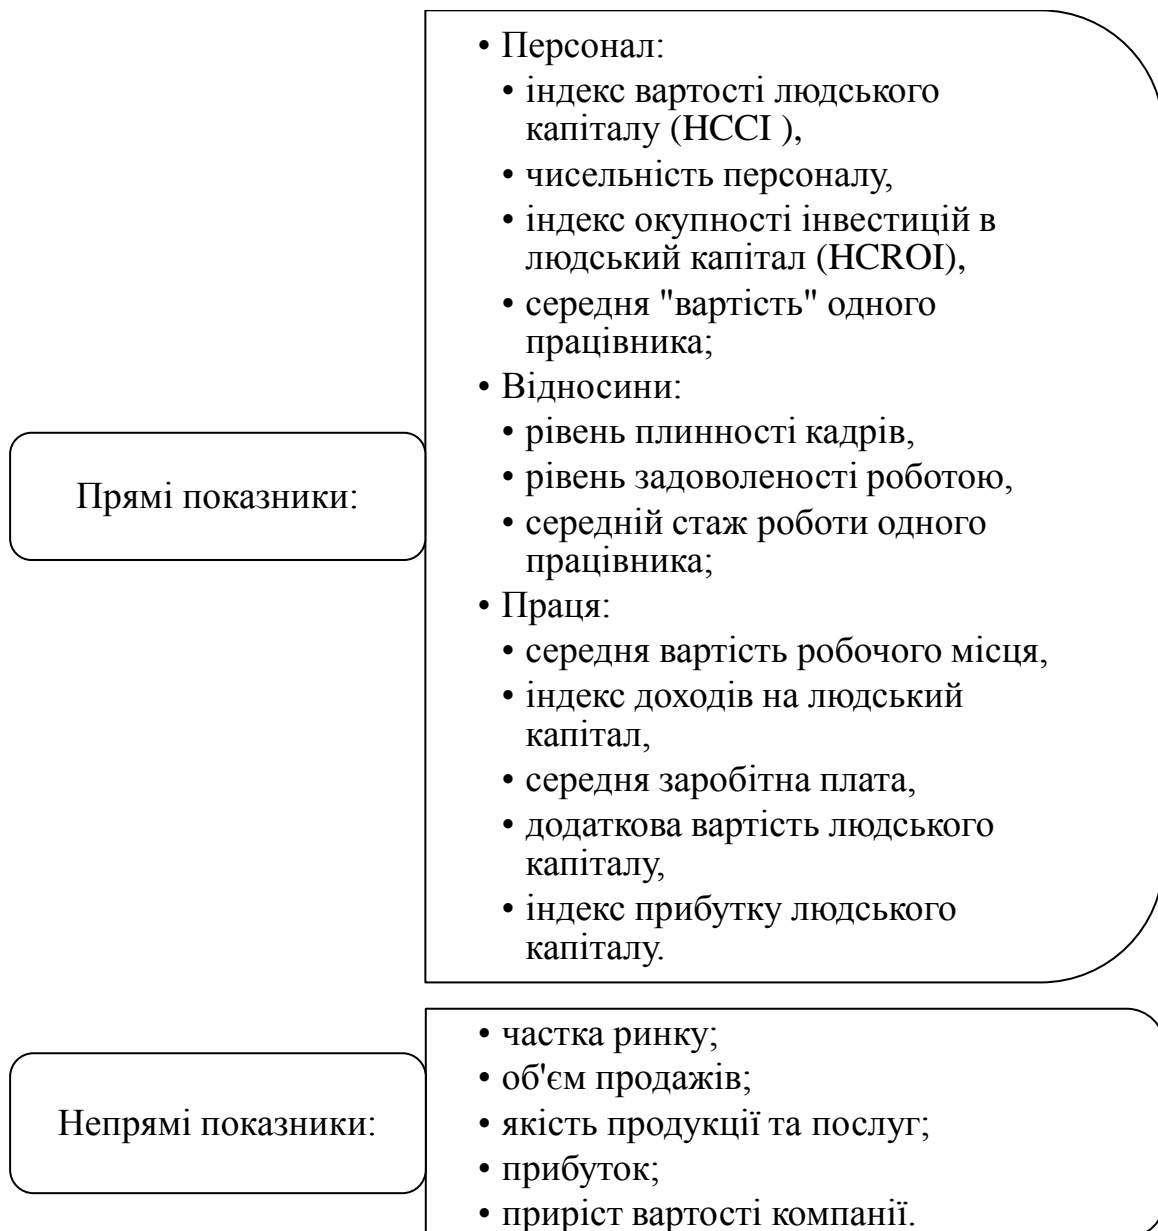 Прямі показники:
• Персонал:
• індекс вартості людського
капіталу (HCCI ),
• чисельність персоналу,
• індекс окупності інвестицій в
людський капітал (HCROI),
• середня "вартість" одного
працівника;
• Відносини:
• рівень плинності кадрів,
• рівень задоволеності роботою,
• середній стаж роботи одного
працівника;
• Праця:
• середня вартість робочого місця,
• індекс доходів на людський
капітал,
• середня заробітна плата,
• додаткова вартість людського
капіталу,
• індекс прибутку людського
капіталу.
Непрямі показники:
• частка ринку;
• об'єм продажів;
• якість продукції та послуг;
• прибуток;
• приріст вартості компанії.